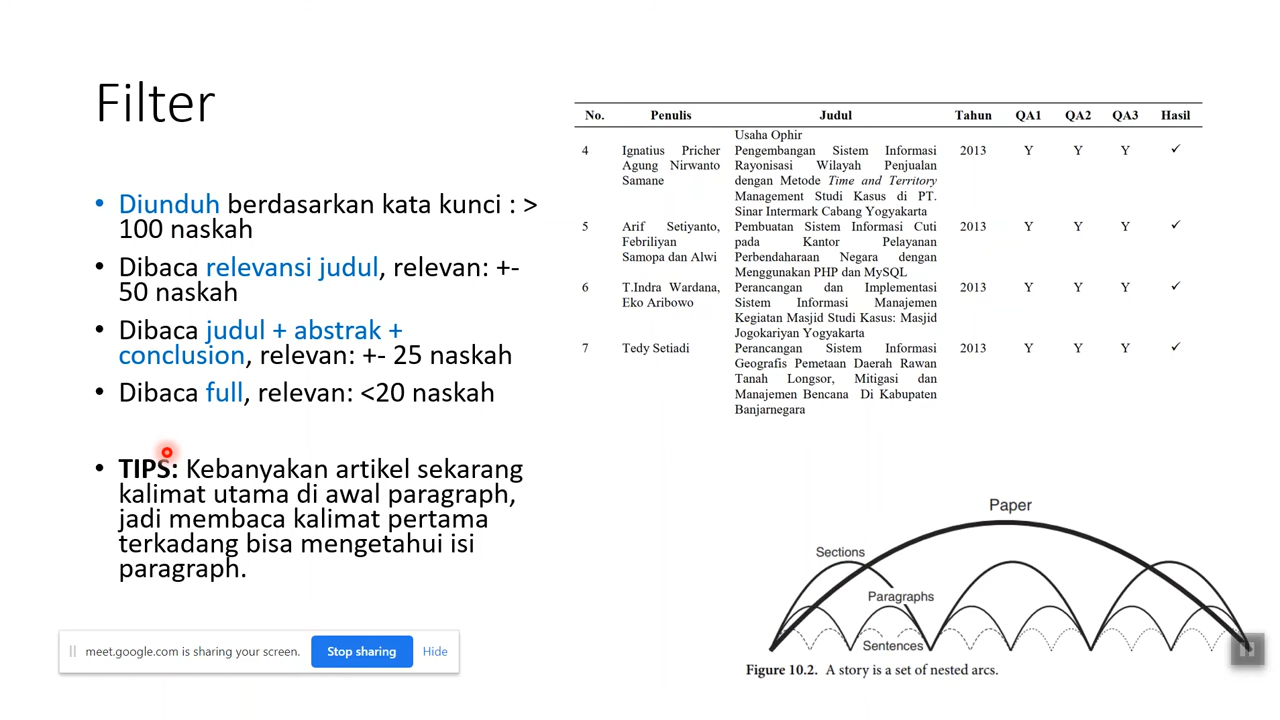 Filter
• Diunduh berdasarkan kata kunci : >
100 naskah
• Dibaca relevansi judul, relevan: +-
50 naskah
• Dibaca judul + abstrak +
conclusion, relevan: +- 25 naskah
• Dibaca full, relevan: <20 naskah
• TIPS: Kebanyakan artikel sekarang
kalimat utama di awal paragraph,
jadi membaca kalimat pertama
terkadang bisa mengetahui isi
paragraph.
No. Penulis Judul Tahun QA1 QA2 QA3 Hasil
Usaha Ophir
4 Ignatius Pricher Pengembangan Sistem Informasi 2013 Y Y Y ✓
Agung Nirwanto Rayonisasi Wilayah Penjualan
Samane dengan Metode Time and Territory
Management Studi Kasus di PT.
Sinar Intermark Cabang Yogyakarta
5 Arif Setiyanto, Pembuatan Sistem Informasi Cuti 2013 Y Y Y ✓
Febriliyan pada Kantor Pelayanan
Samopa dan Alwi Perbendaharaan Negara dengan
Menggunakan PHP dan MySQL
6 T.Indra Wardana, Perancangan dan Implementasi 2013 Y Y Y ✓
Eko Aribowo Sistem Informasi Manajemen
Kegiatan Masjid Studi Kasus: Masjid
Jogokariyan Yogyakarta
7 Tedy Setiadi Perancangan Sistem Informasi 2013 Y Y Y ✓
Geografis Pemetaan Daerah Rawan
Tanah Longsor, Mitigasi dan
Manajemen Bencana Di Kabupaten
Banjarnegara
Paper
Sections
Paragraphs
Sentences
Figure 10.2. A story is a set of nested arcs.
meet.google.com is sharing your screen. Stop sharing Hide